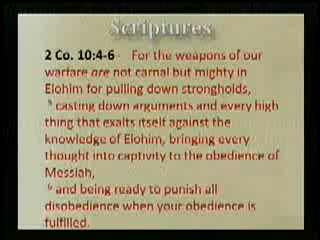 Scriptures
2 Co. 10:4-6 - For the weapons of our
warfare are not carnal but mighty in
Elohim for pulling down strongholds,
5 casting down arguments and every high
thing that exalts itself against the
knowledge of Elohim, bringing every
thought into captivity to the obedience of
Messiah,
6 and being ready to punish all
disobedience when your obedience is
fulfilled.